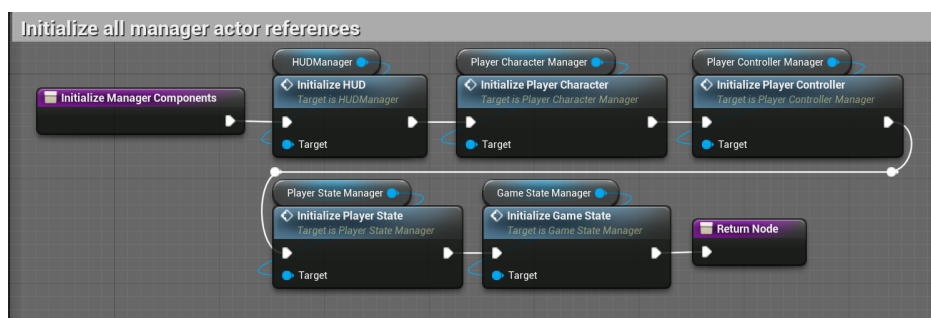 Initialize all manager actor references
HUDManager
Player Character Manager
Player Controller Manager
Initialize Manager Components
Initialize HUD
Target is HUDManager
Target
Initialize Player Character
Target is Player Character Manager
Target
Initialize Player Controller
Target is Player Controller Manager
Target
Player State Manager
Game State Manager
Initialize Player State
Target is Player State Manager
Target
Initialize Game State
Target is Game State Manager
Target
Return Node